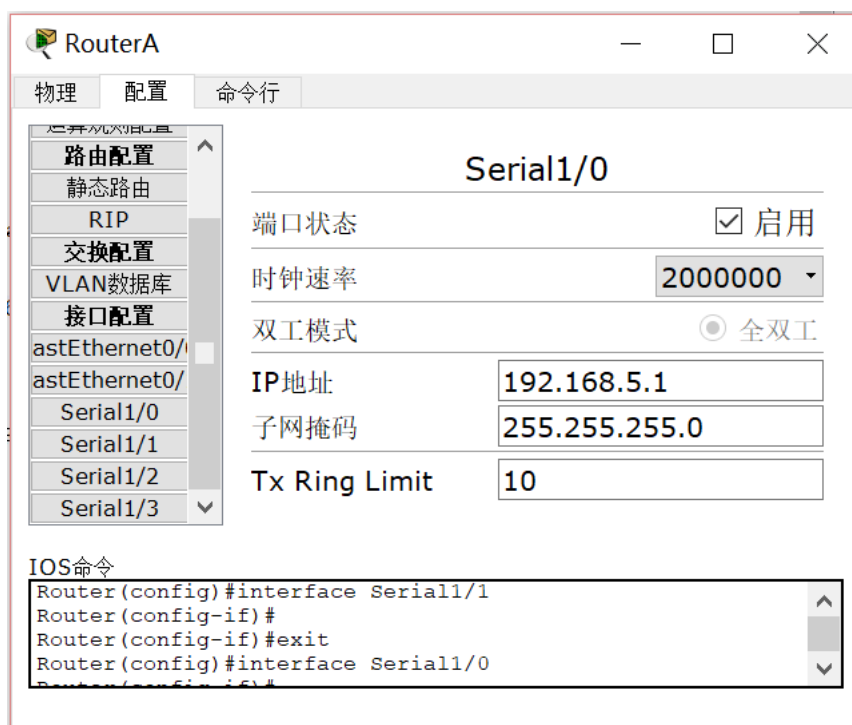 RouterA
物理 配置 命令行
路由配置
静态路由
RIP
交换配置
VLAN数据库
接口配置
astEthernet0/
astEthernet0/
Serial1/0
Serial1/1
Serial1/2
Serial1/3
Serial1/0
端口状态 启用
时钟速率 2000000
双工模式 全双工
IP地址 192.168.5.1
子网掩码 255.255.255.0
Tx Ring Limit 10
IOS命令
Router(config)#interface Serial1/1
Router(config-if)#
Router(config-if)#exit
Router(config)#interface Serial1/0
Router(config-if)#